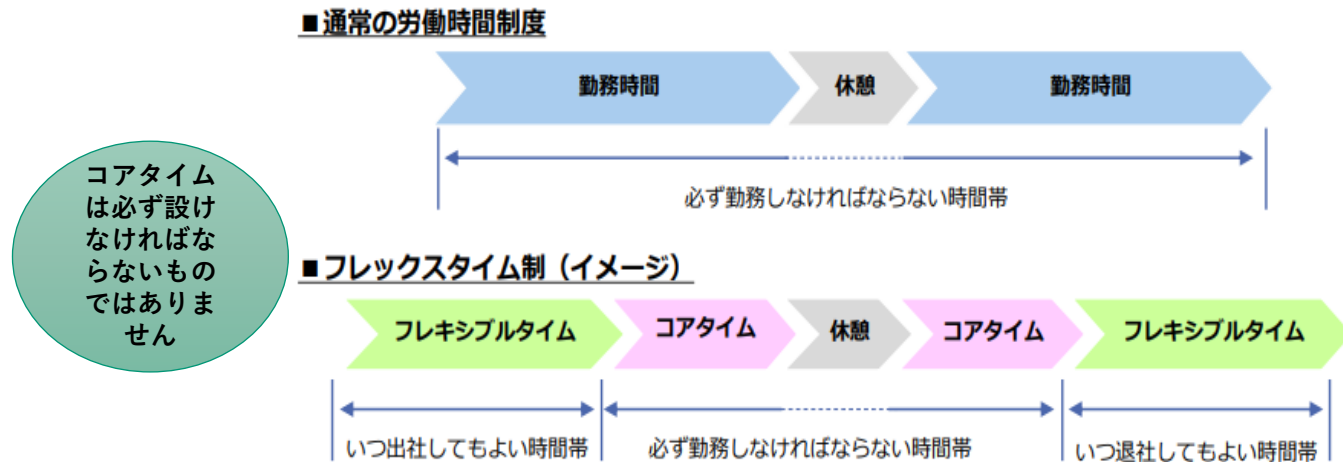 ■通常の労働時間制度
勤務時間
休憩
勤務時間
必ず勤務しなければならない時間帯
コアタイム
は必ず設け
なければな
らないもの
ではありま
せん
■フレックスタイム制（イメージ）
フレキシブルタイム
コアタイム
休憩
コアタイム
フレキシブルタイム
いつ出社してもよい時間帯
必ず勤務しなければならない時間帯
いつ退社してもよい時間帯